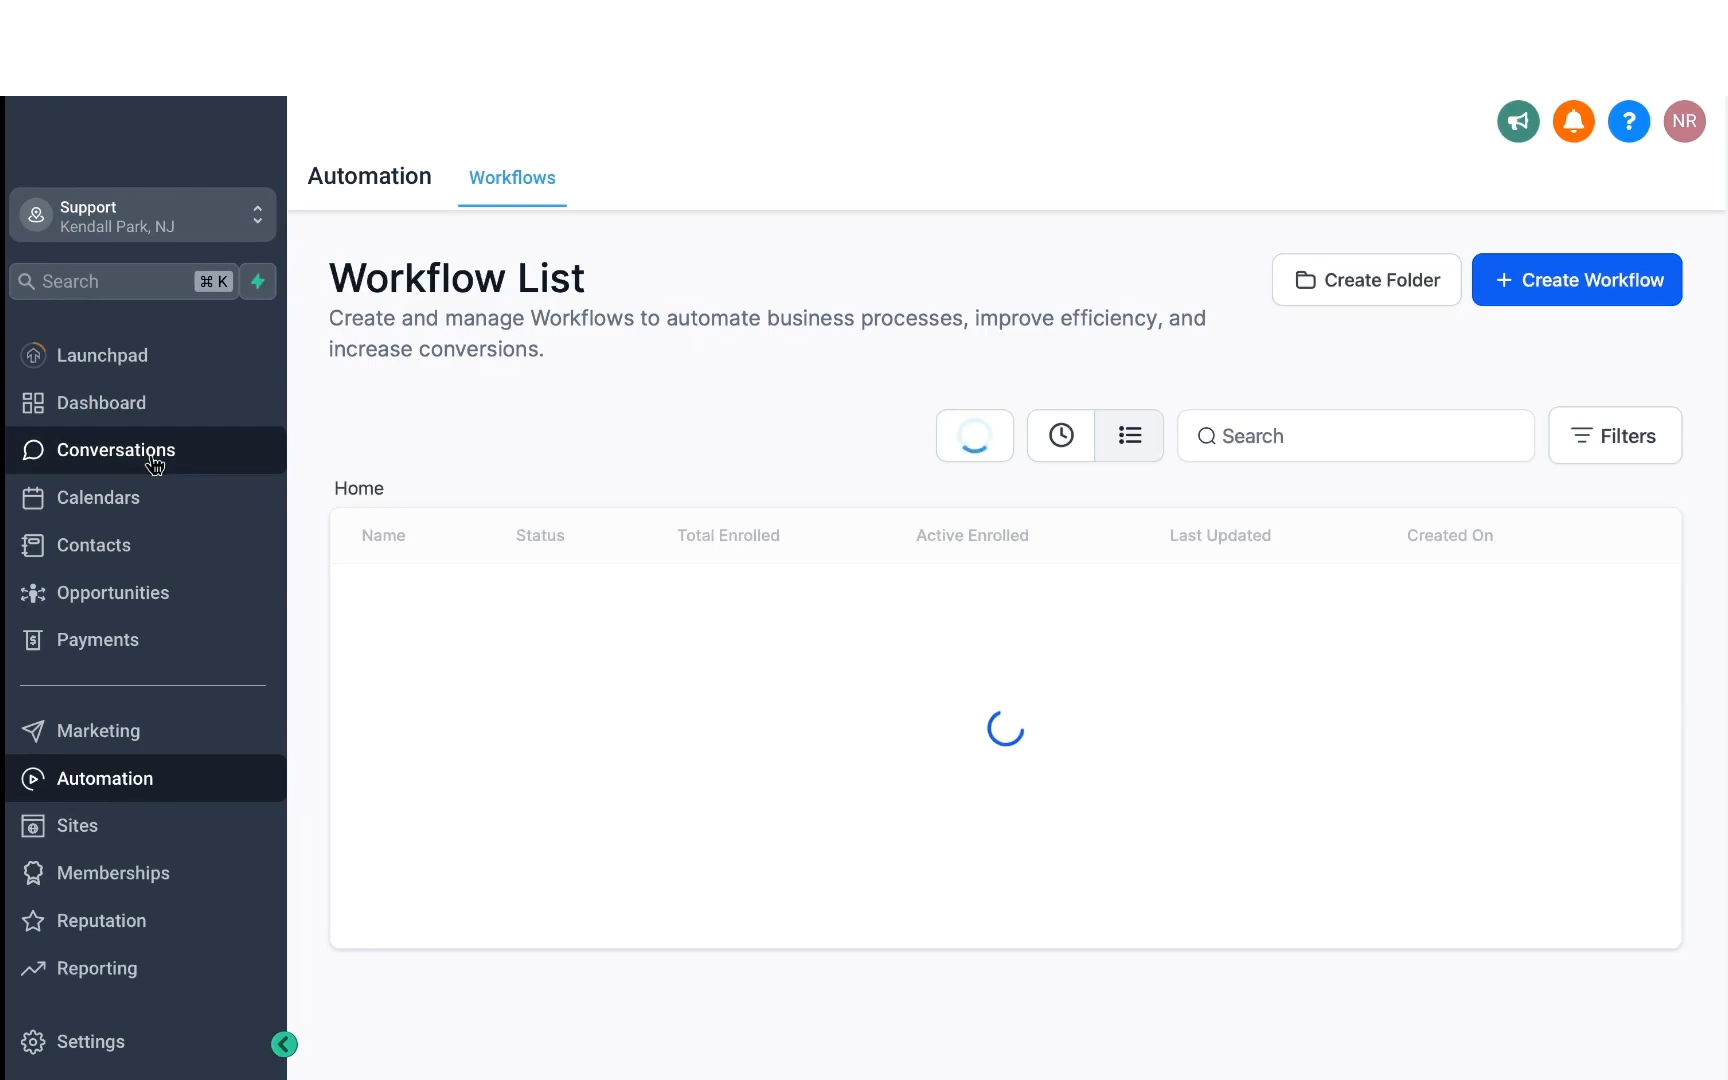 Support
Kendall Park, NJ
Search ⌘ K
Launchpad
Dashboard
Conversations
Calendars
Contacts
Opportunities
Payments
Marketing
Automation
Sites
Memberships
Reputation
Reporting
Settings
? NR
Automation Workflows
Workflow List
Create and manage Workflows to automate business processes, improve efficiency, and
increase conversions.
Create Folder + Create Workflow
Search Filters
Home
Name Status Total Enrolled Active Enrolled Last Updated Created On